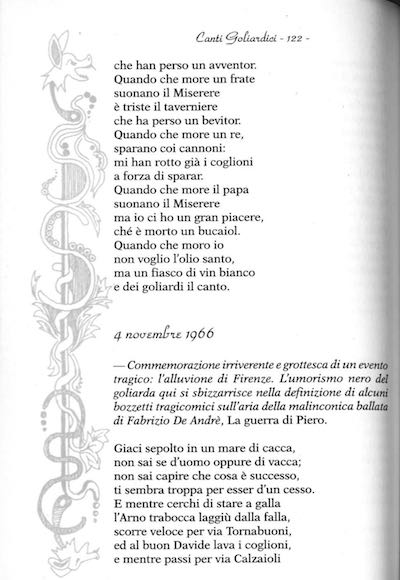 Canti Goliardici - 122 -
che han perso un avventor.
Quando che more un frate
suonano il Miserere
è triste il taverniere
che ha perso un bevitor.
Quando che more un re,
sparano coi cannoni:
mi han rotto già i coglioni
a forza di sparar.
Quando che more il papa
suonano il Miserere
ma io ci ho un gran piacere,
ché è morto un bucaiol.
Quando che moro io
non voglio l'olio santo,
ma un fiasco di vin bianco
e dei goliardi il canto.
4 novembre 1966
— Commemorazione irriverente e grottesca di un evento
tragico: l'alluvione di Firenze. L'umorismo nero del
goliarda qui si sbizzarrisce nella definizione di alcuni
bozzetti tragicomici sull'aria della malinconica ballata
di Fabrizio De Andrè, La guerra di Piero.
Giaci sepolto in un mare di cacca,
non sai se d'uomo oppure di vacca;
non sai capire che cosa è successo,
ti sembra troppa per esser d'un cesso.
E mentre cerchi di stare a galla
l'Arno trabocca laggiù dalla falla,
scorre veloce per via Tornabuoni,
ed al buon Davide lava i coglioni,
e mentre passi per via Calzaioli